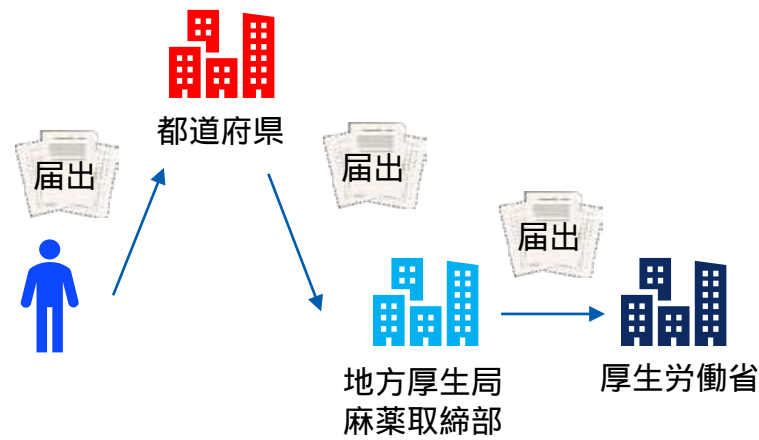 都道府県
届出
届出
届出
地方厚生局
麻薬取締部
厚生労働省